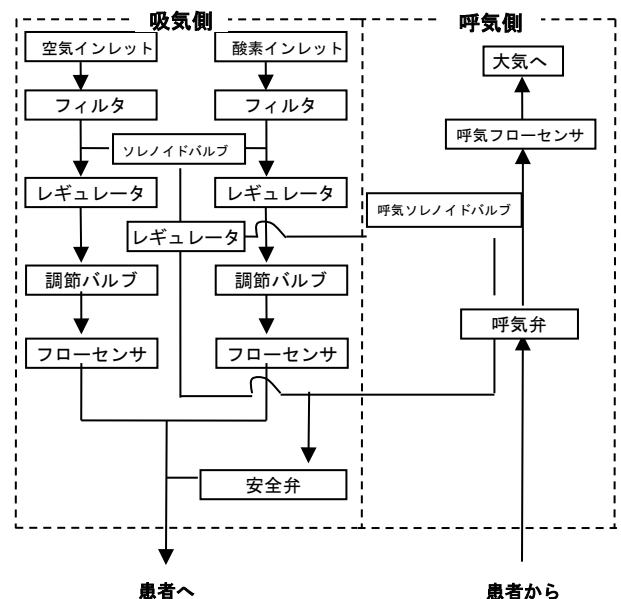 吸気側
呼気側
空気インレット
酸素インレット
大気へ
フィルタ
フィルタ
呼気フローセンサ
ソレノイドバルブ
レギュレータ
レギュレータ
呼気ソレノイドバルブ
レギュレータ
調節バルブ
調節バルブ
呼気弁
フローセンサ
フローセンサ
安全弁
患者へ
患者から